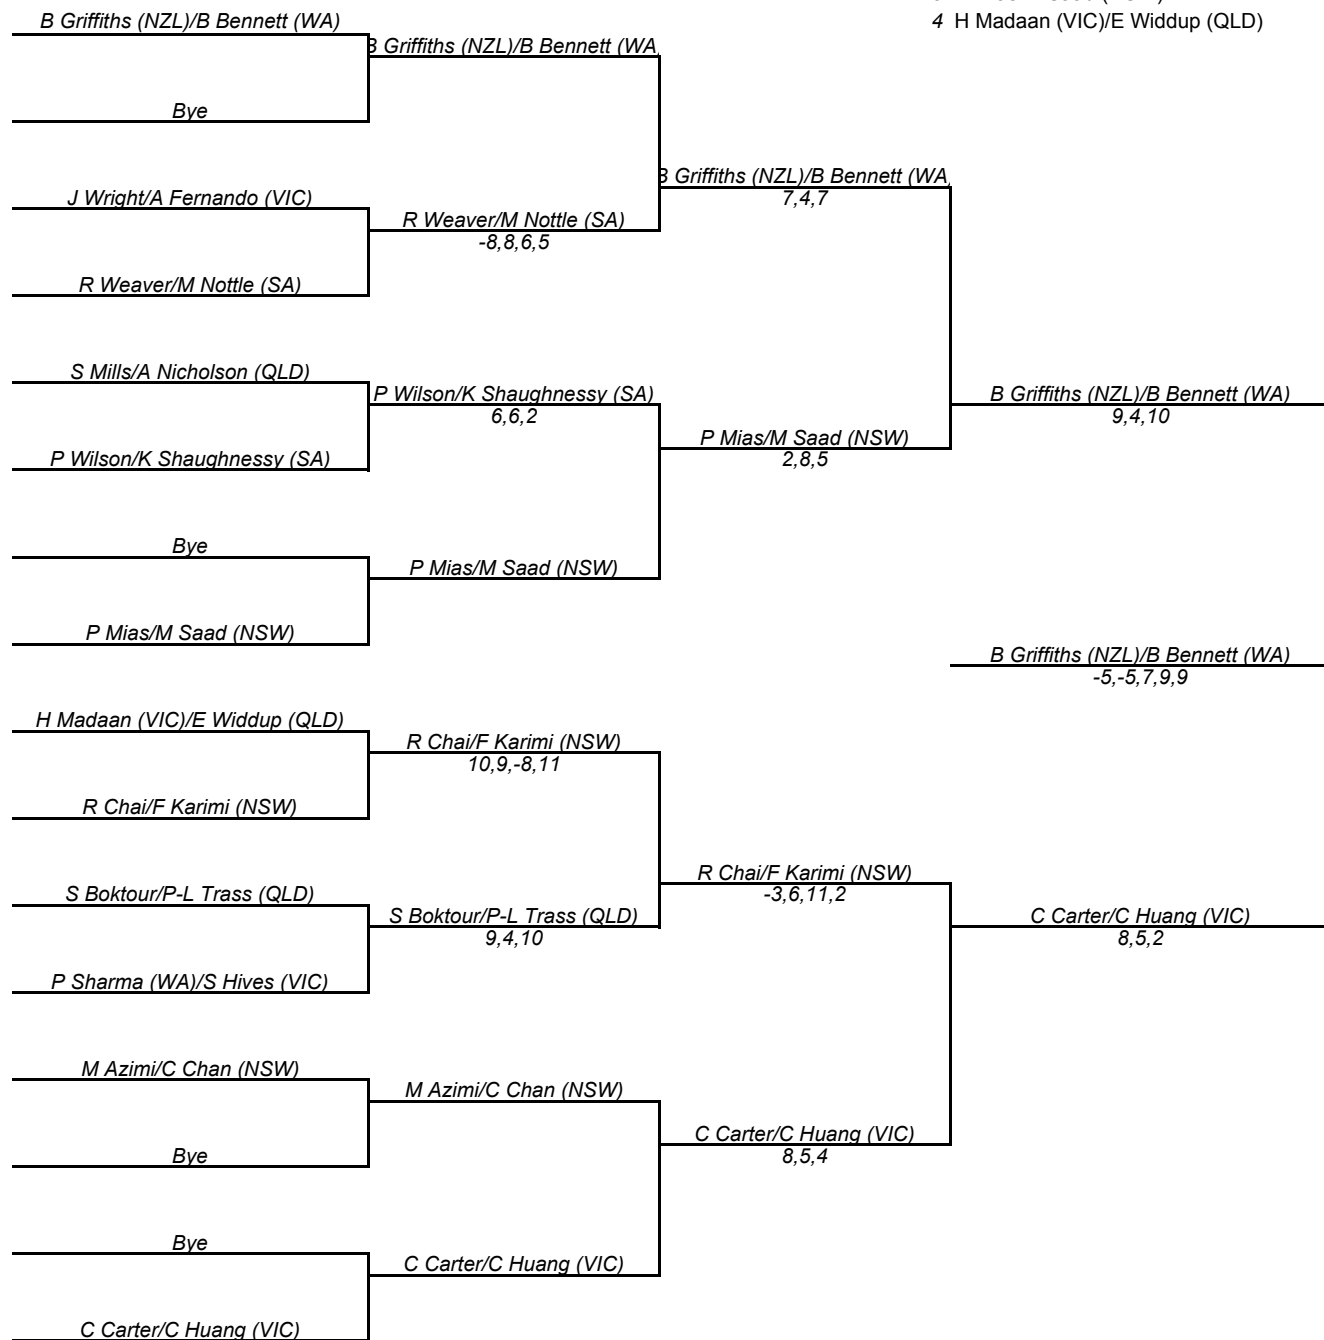 4 H Madaan (VIC)/E Widdup (QLD)
B Griffiths (NZL)/B Bennett (WA)
B Griffiths (NZL)/B Bennett (WA
Bye
B Griffiths (NZL)/B Bennett (WA
7,4,7
J Wright/A Fernando (VIC)
R Weaver/M Nottle (SA)
-8,8,6,5
R Weaver/M Nottle (SA)
S Mills/A Nicholson (QLD)
P Wilson/K Shaughnessy (SA)
6,6,2
B Griffiths (NZL)/B Bennett (WA)
9,4,10
P Mias/M Saad (NSW)
2,8,5
P Wilson/K Shaughnessy (SA)
Bye
P Mias/M Saad (NSW)
P Mias/M Saad (NSW)
B Griffiths (NZL)/B Bennett (WA)
-5,-5,7,9,9
H Madaan (VIC)/E Widdup (QLD)
R Chai/F Karimi (NSW)
10,9,-8,11
R Chai/F Karimi (NSW)
R Chai/F Karimi (NSW)
-3,6,11,2
S Boktour/P-L Trass (QLD)
S Boktour/P-L Trass (QLD)
9,4,10
C Carter/C Huang (VIC)
8,5,2
P Sharma (WA)/S Hives (VIC)
M Azimi/C Chan (NSW)
M Azimi/C Chan (NSW)
C Carter/C Huang (VIC)
8,5,4
Bye
Bye
C Carter/C Huang (VIC)
C Carter/C Huang (VIC)